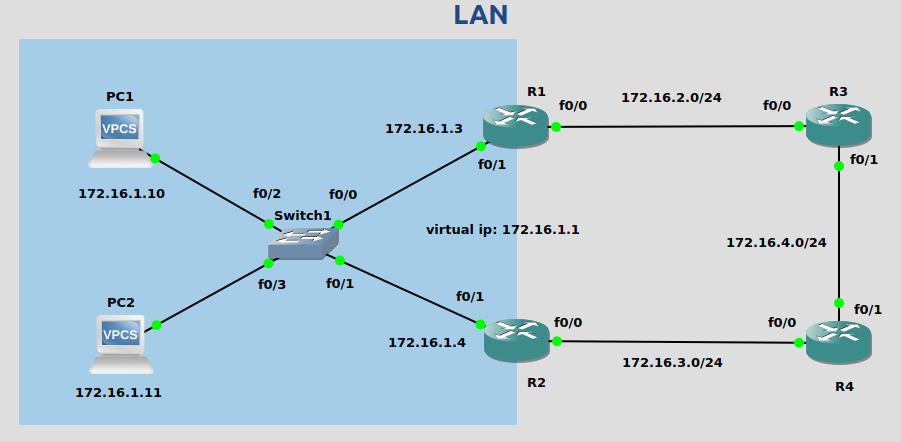 LAN
PC1
VPCS
172.16.1.10
f0/2
f0/0
Switch1
f0/3
f0/1
PC2
VPCS
172.16.1.11
172.16.1.3
R1
f0/0
f0/1
172.16.2.0/24
f0/0
R3
f0/1
virtual ip: 172.16.1.1
172.16.4.0/24
f0/1
172.16.1.4
f0/0
R2
172.16.3.0/24
f0/0
f0/1
R4